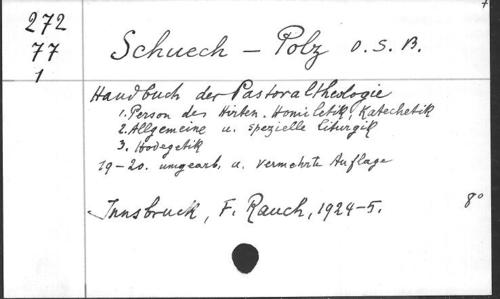 272
77
1
Schuech – Polz O.S.B.
Handbuch der Pastoraltheologie
1. Person des Hirten. Homiletik, Katechetik
2. Allgemeine u. spezielle Liturgik
3. Hodegetik
19–20. umgearb. u. vermehrte Auflage
Innsbruck, F. Rauch, 1924–5. 8°